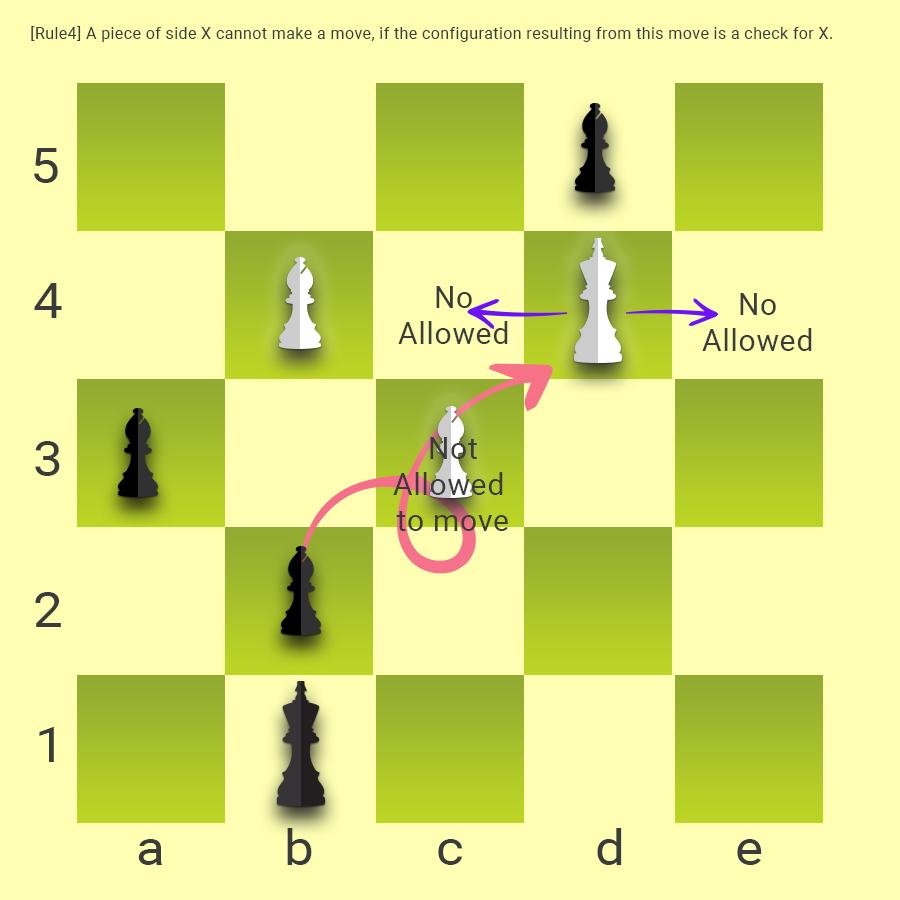 [Rule4] A piece of side X cannot make a move, if the configuration resulting from this move is a check for X.
5
4
No
Allowed
No
Allowed
3
Not
Allowed
to move
2
1
a b c d e